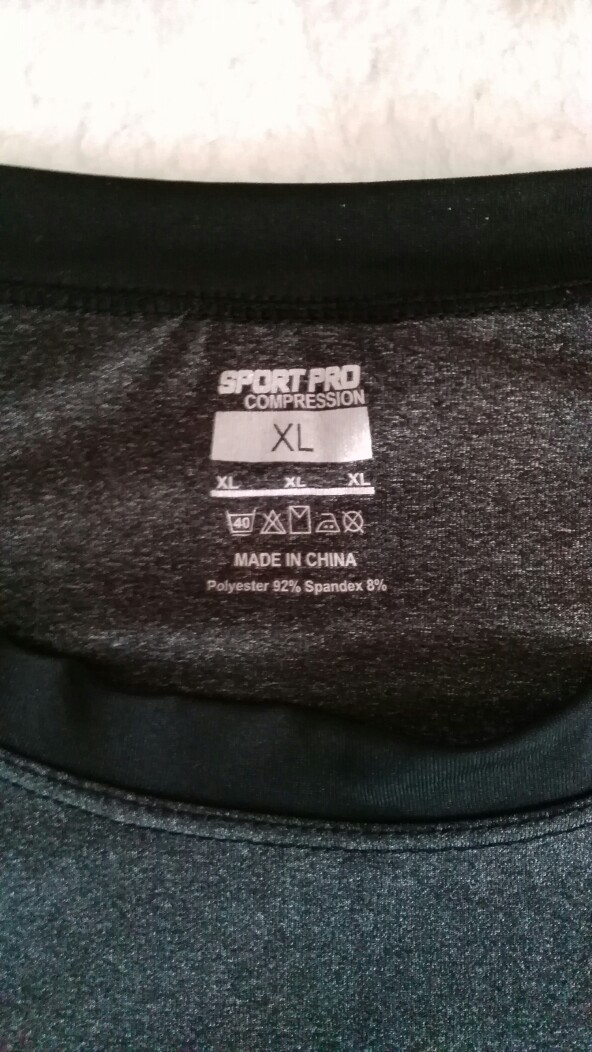 SPORT PRO
COMPRESSION
XL
XL XL XL
40
MADE IN CHINA
Polyester 92% Spandex 8%